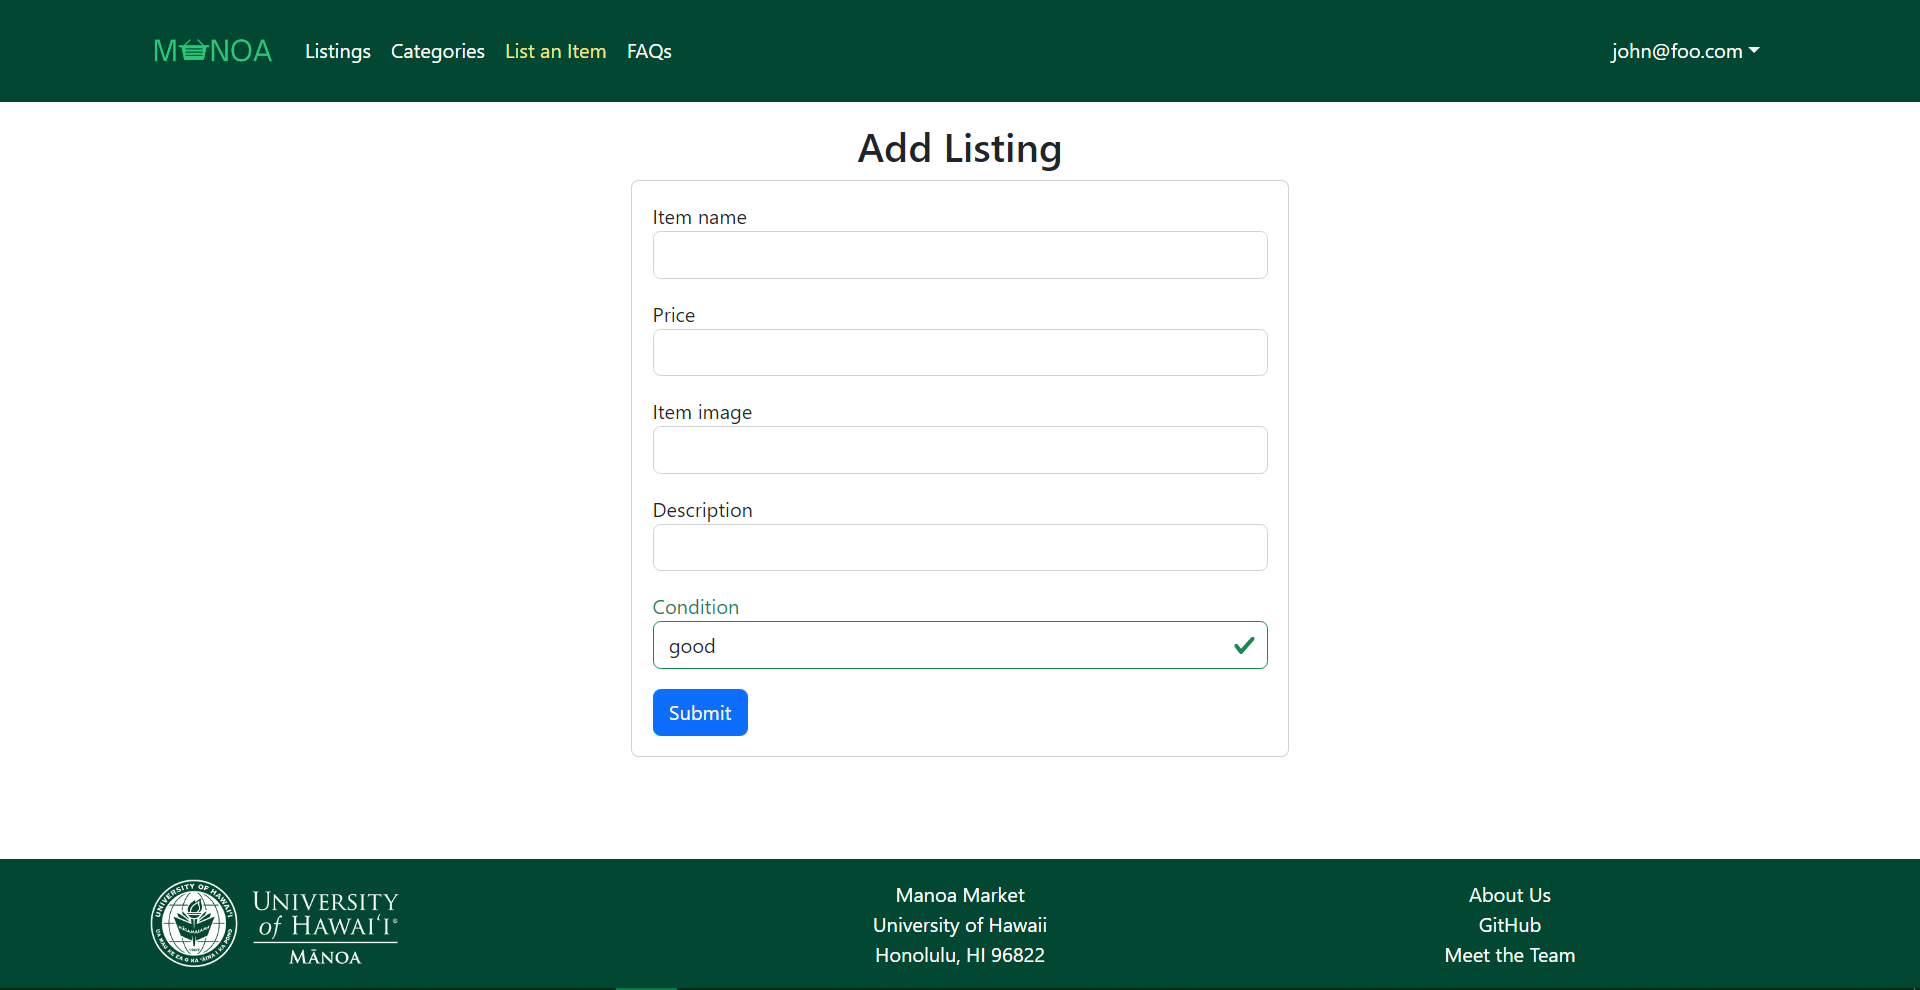 M NOA
Listings
Categories
List an Item
FAQs
john@foo.com
Add Listing
Item name
Price
Item image
Description
Condition
good
Submit
UNIVERSITY
of HAWAIʻI®
MĀNOA
Manoa Market
University of Hawaii
Honolulu, HI 96822
About Us
GitHub
Meet the Team